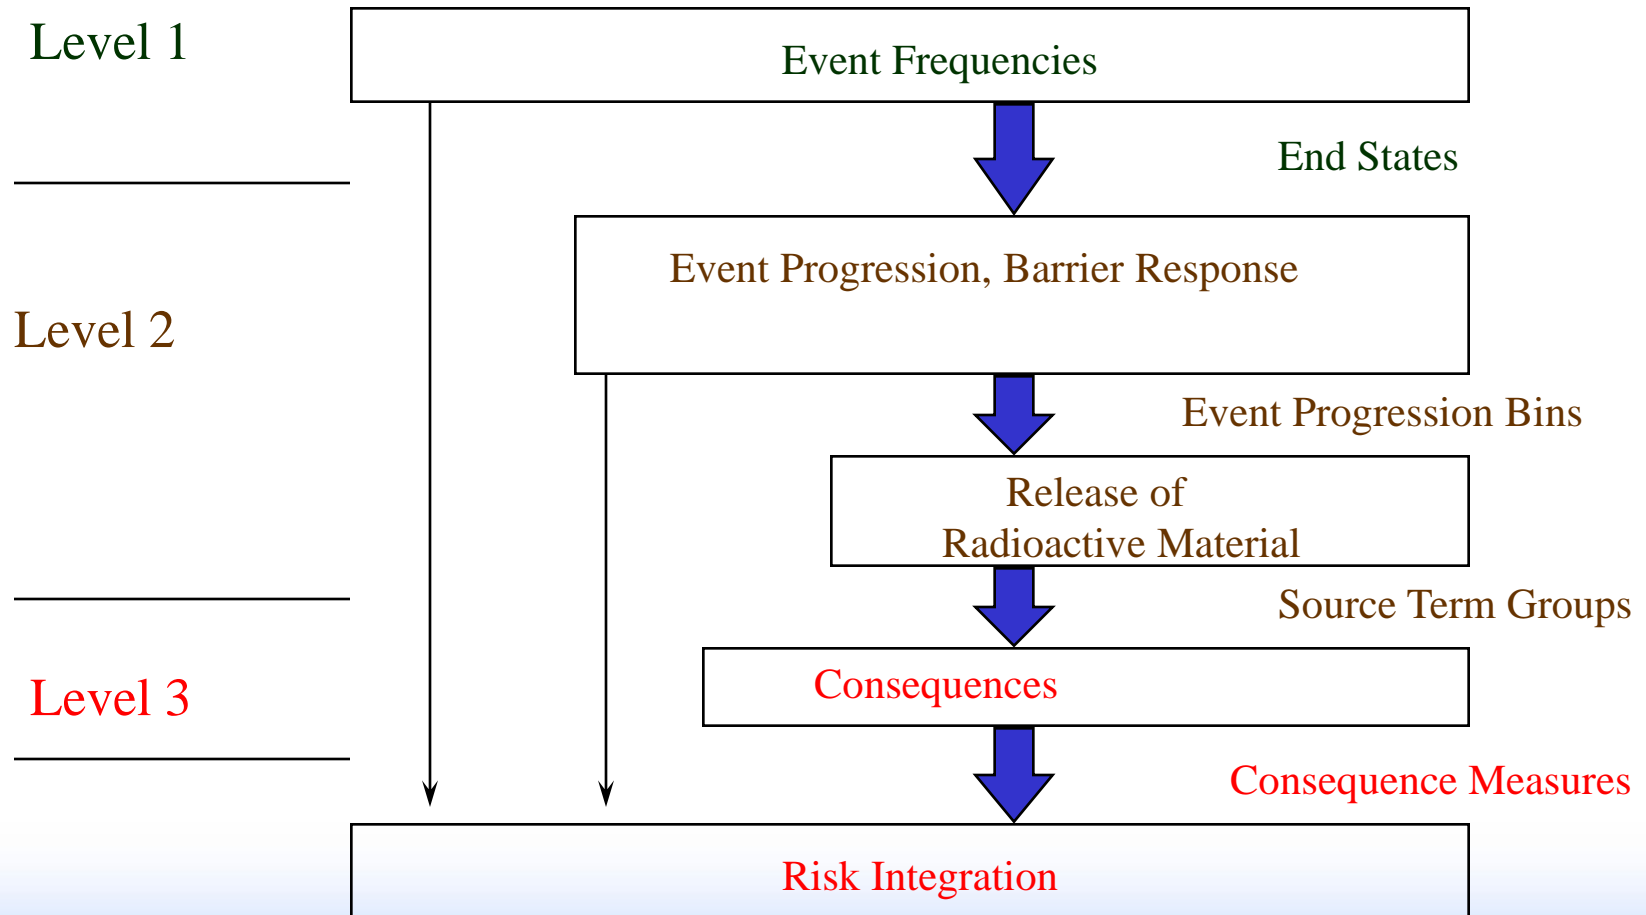 Level 1
Event Frequencies
End States
Event Progression, Barrier Response
Level 2
Event Progression Bins
Release of
Radioactive Material
Source Term Groups
Level 3
Consequences
Consequence Measures
Risk Integration